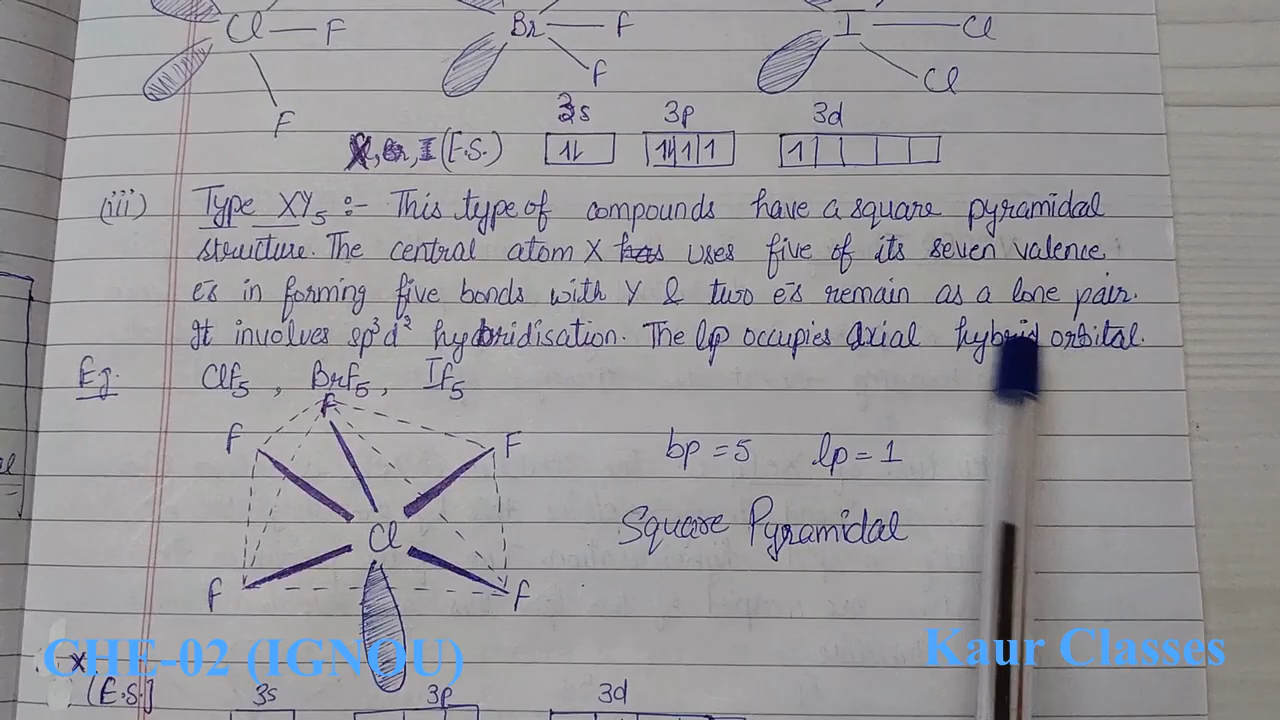 Cl F Br F I Cl
F Cl
F
3s 3p 3d
X, Br, I (E.S.) 1⇂ 1⇂ 1 1 1
(iii) Type XY5 :- This type of compounds have a square pyramidal
structure. The central atom X has uses five of its seven valence
e-s in forming five bonds with Y & two e-s remain as a lone pair.
It involves sp3d2 hybridisation. The lp occupies axial hybrid orbital.
Eg. ClF5 , BrF5 , IF5
F
F F bp = 5 lp = 1
Cl Square Pyramidal
F F
CHE-02 (IGNOU) Kaur Classes
X
(E.S.) 3s 3p 3d